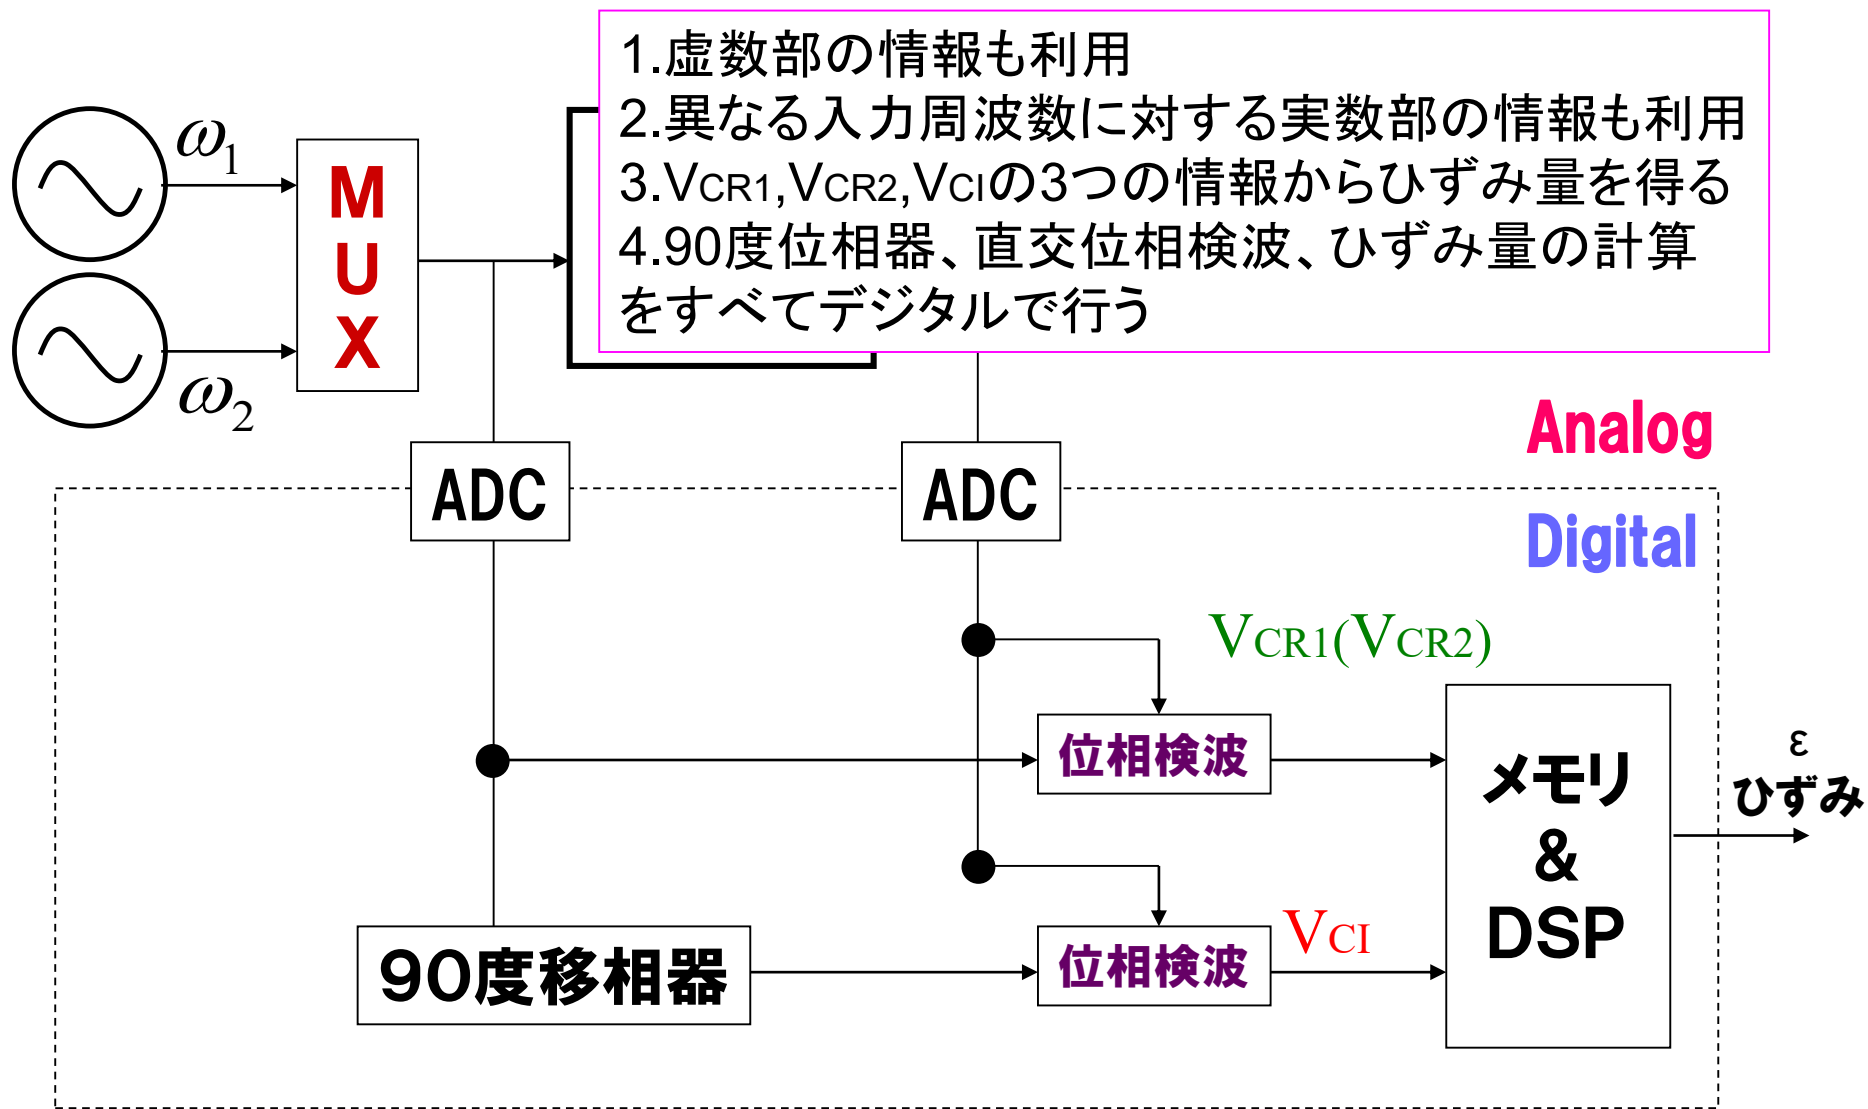 1.虚数部の情報も利用
2.異なる入力周波数に対する実数部の情報も利用
3.VCR1,VCR2,VCIの3つの情報からひずみ量を得る
4.90度位相器、直交位相検波、ひずみ量の計算
をすべてデジタルで行う
ω1
ω2
M
U
X
Analog
ADC
ADC
Digital
VCR1(VCR2)
位相検波
メモリ
&
DSP
ε
ひずみ
90度移相器
位相検波
VCI